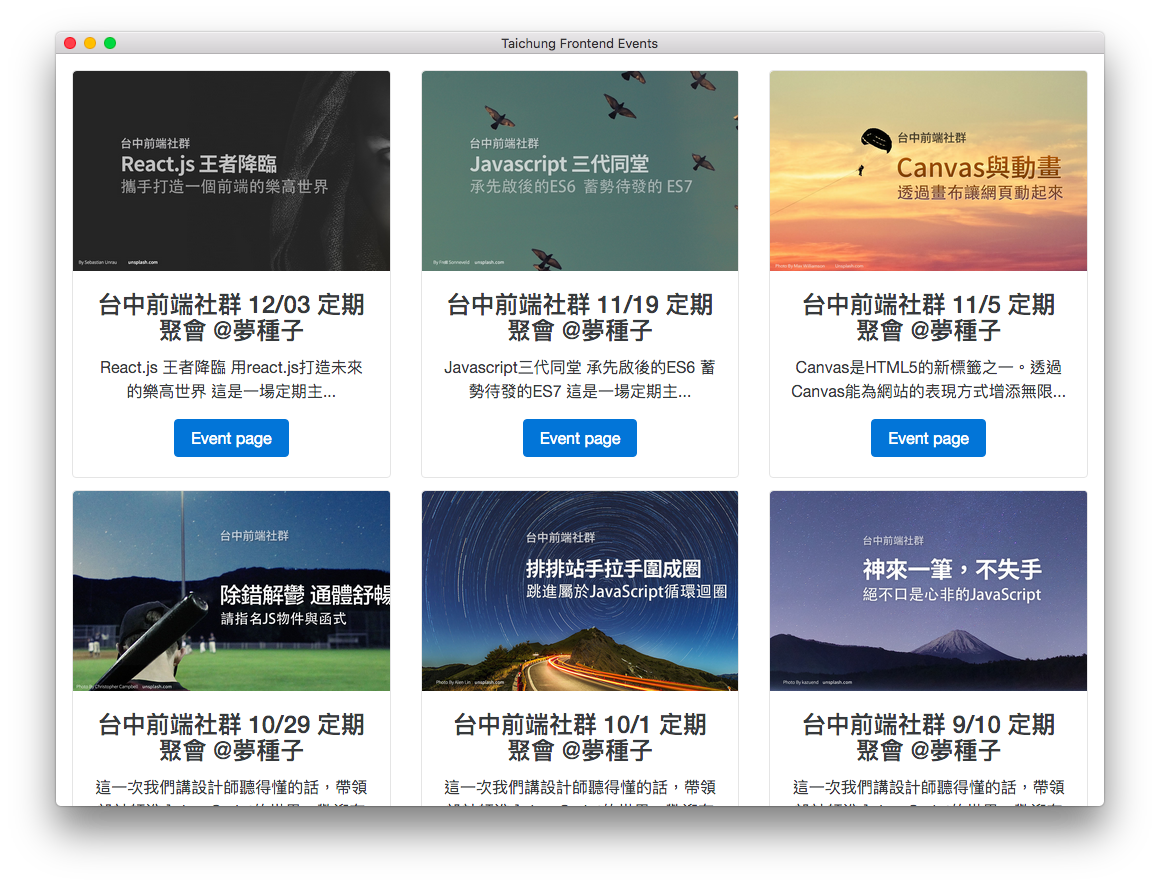 Taichung Frontend Events
台中前端社群
React.js 王者降臨
攜手打造一個前端的樂高世界
By Sebastian Unrau unsplash.com
台中前端社群 12/03 定期
聚會 @夢種子
React.js 王者降臨 用react.js打造未來
的樂高世界 這是一場定期主...
Event page
台中前端社群
Javascript 三代同堂
承先啟後的ES6 蓄勢待發的 ES7
unsplash.com
台中前端社群 11/19 定期
聚會 @夢種子
Javascript三代同堂 承先啟後的ES6 蓄
勢待發的ES7 這是一場定期主...
Event page
台中前端社群
Canvas與動畫
透過畫布讓網頁動起來
Photo By
Unsplash.com
台中前端社群 11/5 定期
聚會 @夢種子
Canvas是HTML5的新標籤之一。透過
Canvas能為網站的表現方式增添無限...
Event page
台中前端社群
除錯解鬱 通體舒暢
請指名JS物件與函式
Photo By Christopher Campbell unsplash.com
台中前端社群 10/29 定期
聚會 @夢種子
這一次我們講設計師聽得懂的話，帶領
台中前端社群
排排站手拉手圍成圈
跳進屬於JavaScript循環迴圈
Photo By Alen Lin unsplash.com
台中前端社群 10/1 定期
聚會 @夢種子
這一次我們講設計師聽得懂的話，帶領
台中前端社群
神來一筆，不失手
絕不口是心非的JavaScript
Photo By kazuend unsplash.com
台中前端社群 9/10 定期
聚會 @夢種子
這一次我們講設計師聽得懂的話，帶領